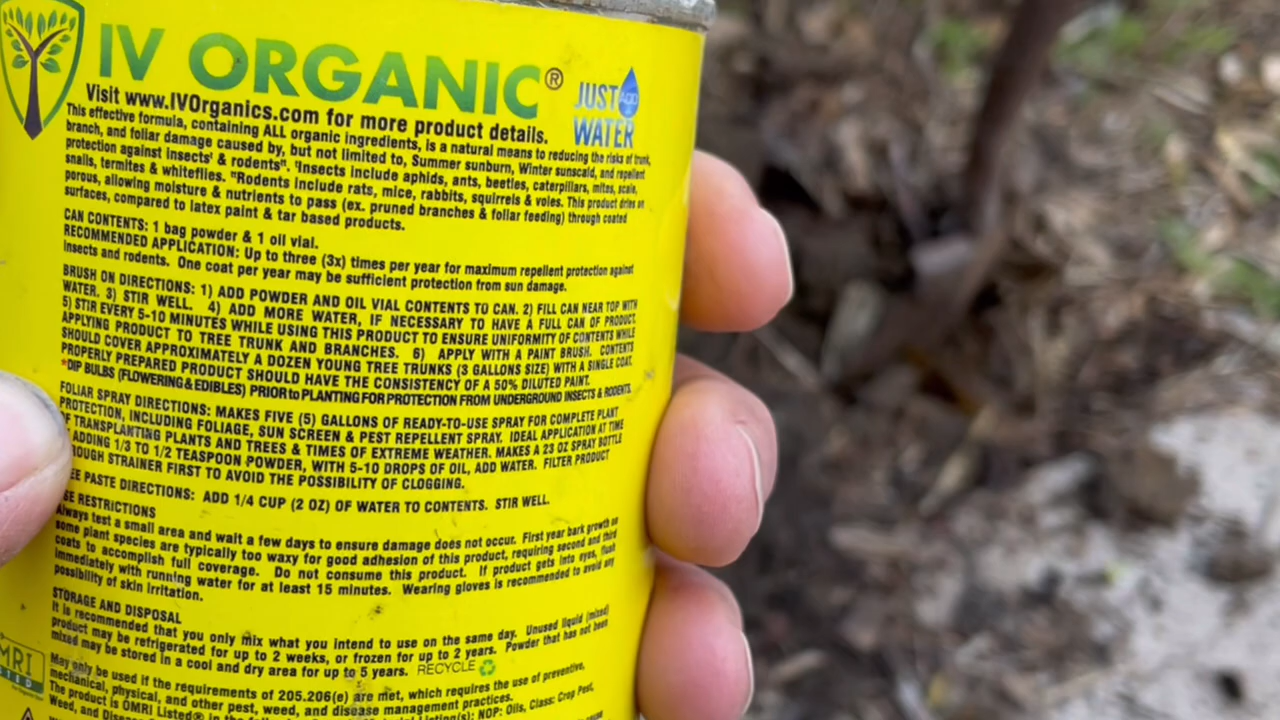 IV ORGANIC®
JUST ADD WATER
Visit www.IVOrganics.com for more product details.
This effective formula, containing ALL organic ingredients, is a natural means to reducing the risks of trunk,
branch, and foliar damage caused by, but not limited to, Summer sunburn, Winter sunscald, and repellent
protection against insects¹ & rodents". ¹Insects include aphids, ants, beetles, caterpillars, mites, scale,
snails, termites & whiteflies. "Rodents include rats, mice, rabbits, squirrels & voles. This product dries on
porous, allowing moisture & nutrients to pass (ex. pruned branches & foliar feeding) through coated
surfaces, compared to latex paint & tar based products.
CAN CONTENTS: 1 bag powder & 1 oil vial.
RECOMMENDED APPLICATION: Up to three (3x) times per year for maximum repellent protection against
insects and rodents. One coat per year may be sufficient protection from sun damage.
BRUSH ON DIRECTIONS: 1) ADD POWDER AND OIL VIAL CONTENTS TO CAN. 2) FILL CAN NEAR TOP WITH
WATER. 3) STIR WELL. 4) ADD MORE WATER, IF NECESSARY TO HAVE A FULL CAN OF PRODUCT.
5) STIR EVERY 5-10 MINUTES WHILE USING THIS PRODUCT TO ENSURE UNIFORMITY OF CONTENTS WHILE
APPLYING PRODUCT TO TREE TRUNK AND BRANCHES. 6) APPLY WITH A PAINT BRUSH. CONTENTS
SHOULD COVER APPROXIMATELY A DOZEN YOUNG TREE TRUNKS (3 GALLONS SIZE) WITH A SINGLE COAT.
PROPERLY PREPARED PRODUCT SHOULD HAVE THE CONSISTENCY OF A 50% DILUTED PAINT.
*DIP BULBS (FLOWERING & EDIBLES) PRIOR to PLANTING FOR PROTECTION FROM UNDERGROUND INSECTS & RODENTS.
FOLIAR SPRAY DIRECTIONS: MAKES FIVE (5) GALLONS OF READY-TO-USE SPRAY FOR COMPLETE PLANT
PROTECTION, INCLUDING FOLIAGE, SUN SCREEN & PEST REPELLENT SPRAY. IDEAL APPLICATION AT TIME
OF TRANSPLANTING PLANTS AND TREES & TIMES OF EXTREME WEATHER. MAKES A 23 OZ SPRAY BOTTLE
ADDING 1/3 TO 1/2 TEASPOON POWDER, WITH 5-10 DROPS OF OIL, ADD WATER. FILTER PRODUCT
ROUGH STRAINER FIRST TO AVOID THE POSSIBILITY OF CLOGGING.
EE PASTE DIRECTIONS: ADD 1/4 CUP (2 OZ) OF WATER TO CONTENTS. STIR WELL.
SE RESTRICTIONS
Always test a small area and wait a few days to ensure damage does not occur. First year bark growth on
some plant species are typically too waxy for good adhesion of this product, requiring second and third
coats to accomplish full coverage. Do not consume this product. If product gets into eyes, flush
immediately with running water for at least 15 minutes. Wearing gloves is recommended to avoid any
possibility of skin irritation.
STORAGE AND DISPOSAL
It is recommended that you only mix what you intend to use on the same day. Unused liquid (mixed)
product may be refrigerated for up to 2 weeks, or frozen for up to 2 years. Powder that has not been
mixed may be stored in a cool and dry area for up to 5 years. RECYCLE
MRI
STED
May only be used if the requirements of 205.206(e) are met, which requires the use of preventive,
mechanical, physical, and other pest, weed, and disease management practices.
The product is OMRI Listed® in the Listing(s): NOP: Oils, Class: Crop Pest,
Weed, and